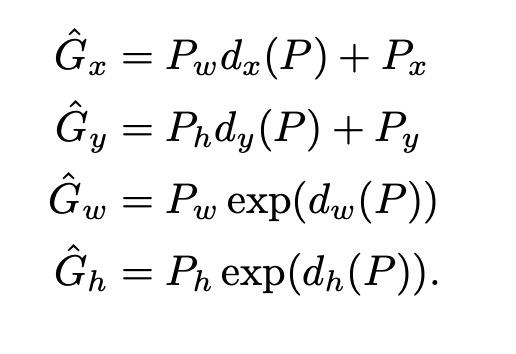 Ĝ_x = P_w d_x(P) + P_x
Ĝ_y = P_h d_y(P) + P_y
Ĝ_w = P_w exp(d_w(P))
Ĝ_h = P_h exp(d_h(P)).